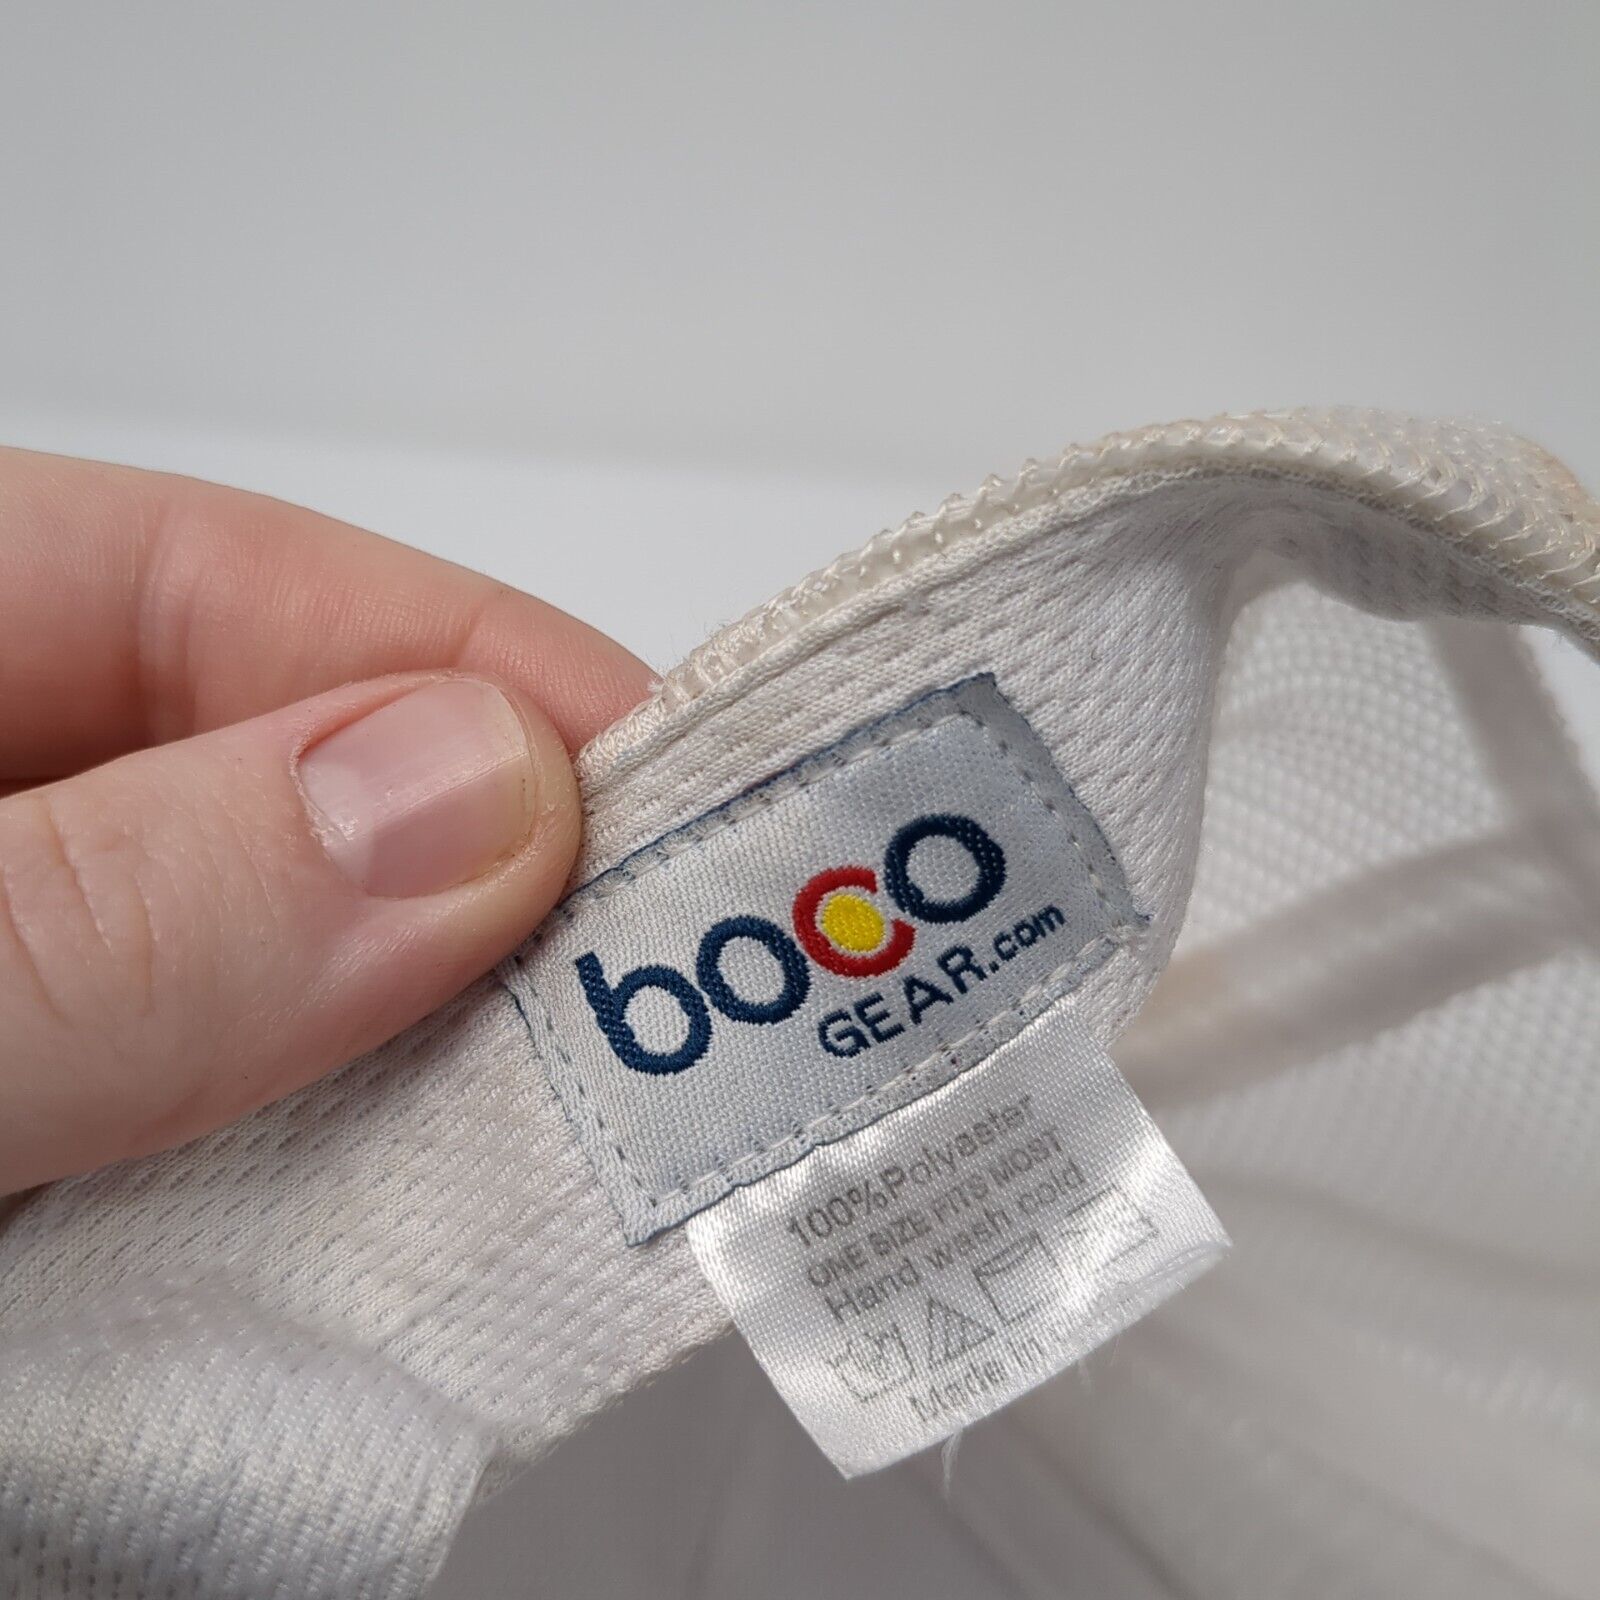 boco
GEAR.com
100%Polyester
ONE SIZE FITS MOST
Hand wash cold
Made in